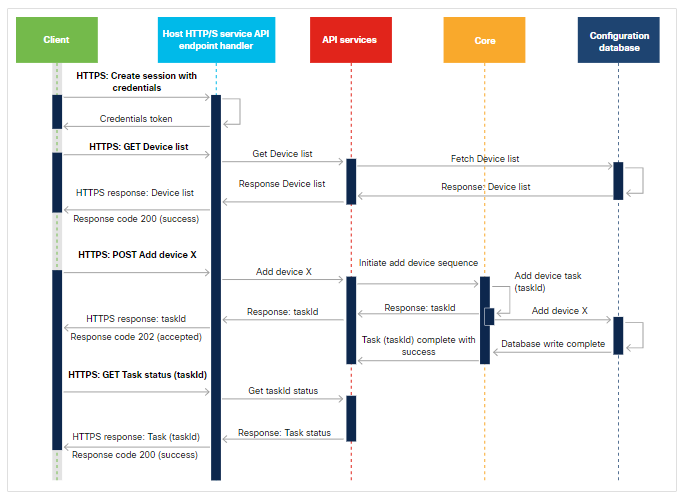 Client
Host HTTP/S service API
endpoint handler
API services
Core
Configuration
database
HTTPS: Create session with
credentials
Credentials token
HTTPS: GET Device list
Get Device list
Fetch Device list
HTTPS response: Device list
Response Device list
Response: Device list
Response code 200 (success)
HTTPS: POST Add device X
Add device X
Initiate add device sequence
Add device task
(taskId)
HTTPS response: taskId
Response: taskId
Response: taskId
Add device X
Response code 202 (accepted)
Task (taskId) complete with
success
Database write complete
HTTPS: GET Task status (taskId)
Get taskId status
HTTPS response: Task (taskId)
Response: Task status
Response code 200 (success)